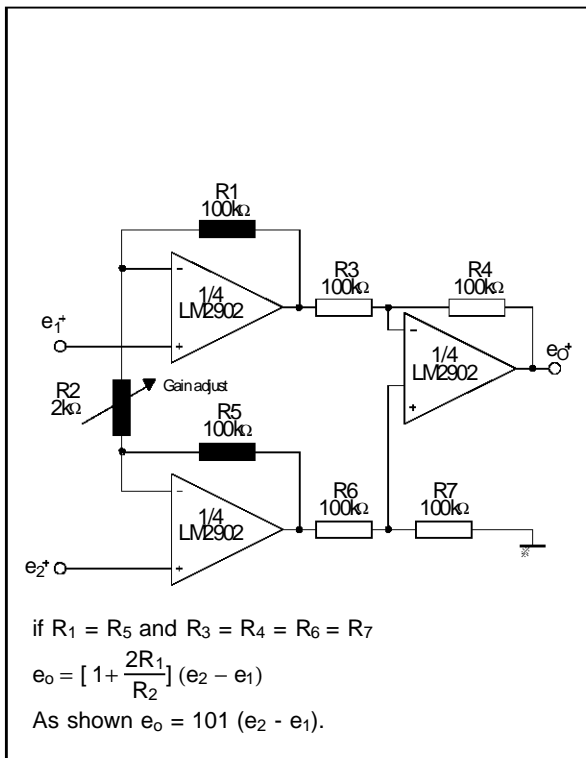 R1
100kΩ
1/4
LM2902
R3
100kΩ
R4
100kΩ
e1+
1/4
LM2902
eO+
R2
2kΩ
Gain adjust
R5
100kΩ
1/4
LM2902
R6
100kΩ
R7
100kΩ
e2+
if R1 = R5 and R3 = R4 = R6 = R7
eo = [ 1 + 2R1/R2 ] (e2 – e1)
As shown eo = 101 (e2 - e1).